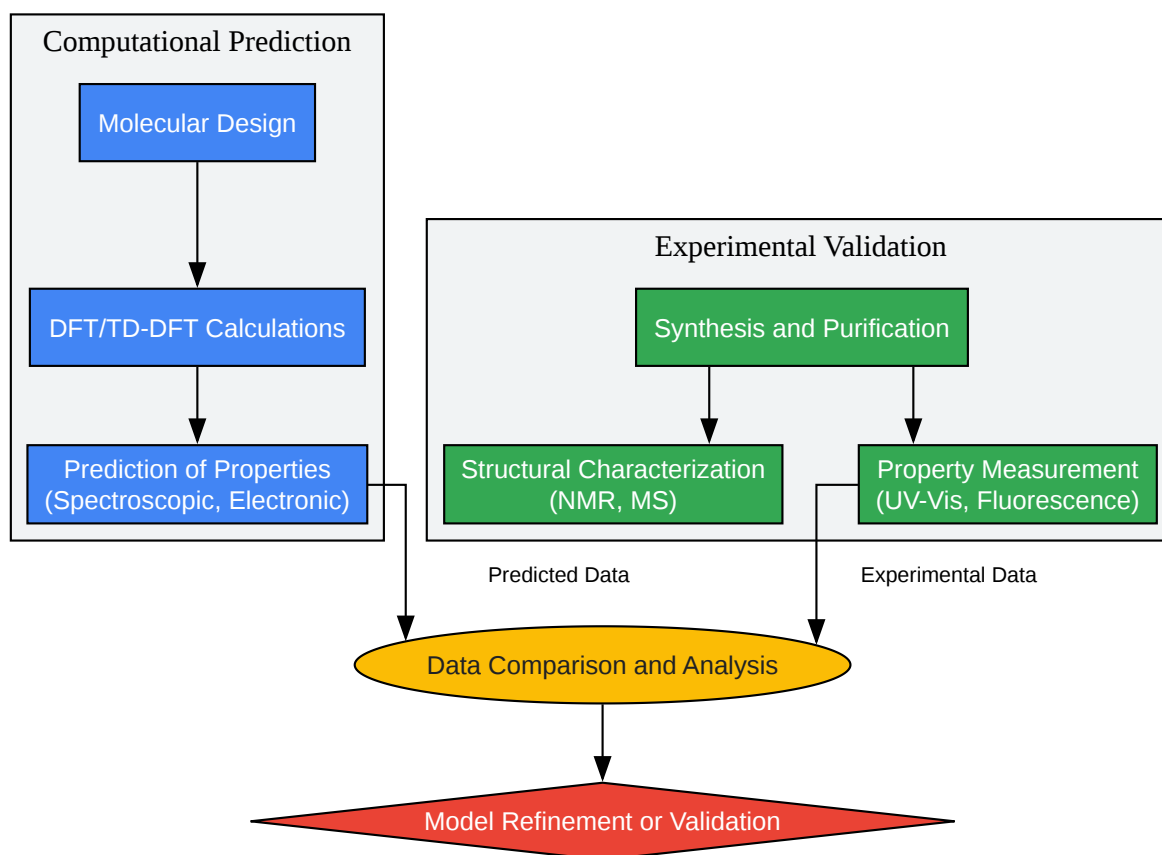 Computational Prediction
Molecular Design
DFT/TD-DFT Calculations
Prediction of Properties
(Spectroscopic, Electronic)
Experimental Validation
Synthesis and Purification
Structural Characterization
(NMR, MS)
Property Measurement
(UV-Vis, Fluorescence)
Predicted Data
Experimental Data
Data Comparison and Analysis
Model Refinement or Validation